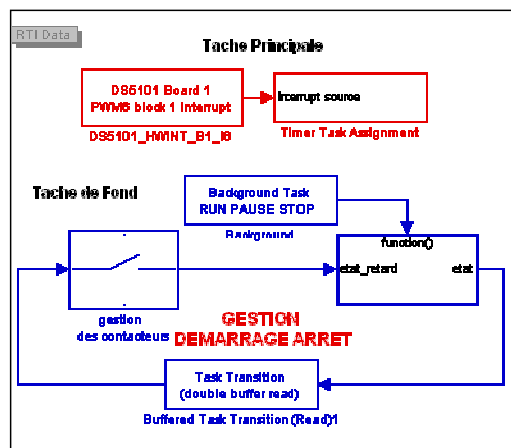 RTI Data
Tache Principale
DS5101 Board 1
PWM6 block 1 Interrupt
DS5101_HWINT_B1_I6
Interrupt source
Timer Task Assignment
Tache de Fond
Background Task
RUN PAUSE STOP
Background
function()
etat_retard
etat
gestion
des contacteurs
GESTION
DEMARRAGE ARRET
Task Transition
(double buffer read)
Buffered Task Transition (Read)1